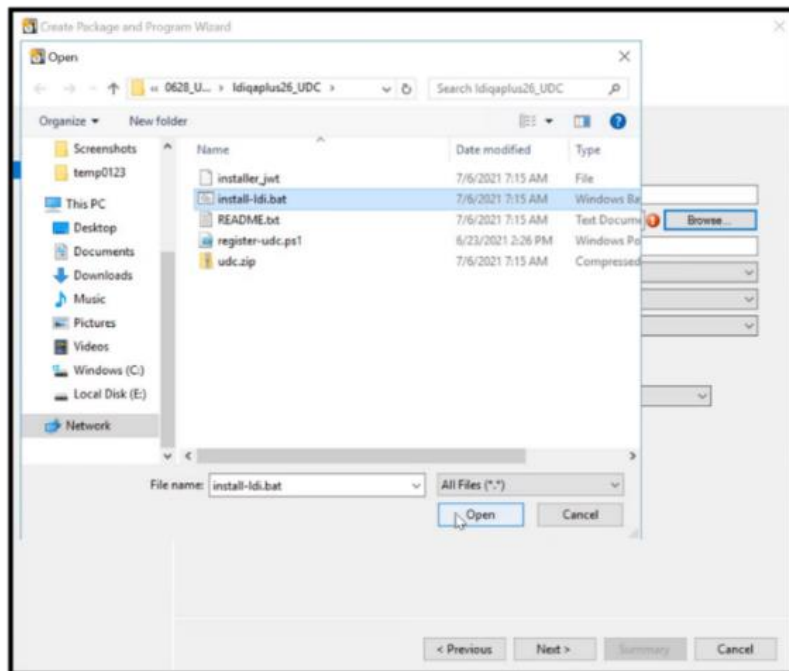 Create Package and Program Wizard
Open
« 0628_U... › ldiqaplus26_UDC ›
Search ldiqaplus26_UDC
Organize
New folder
Screenshots
temp0123
This PC
Desktop
Documents
Downloads
Music
Pictures
Videos
Windows (C:)
Local Disk (E:)
Network
Name Date modified Type
installer_jwt 7/6/2021 7:15 AM File
install-ldi.bat 7/6/2021 7:15 AM Windows Ba
README.txt 7/6/2021 7:15 AM Text Docume
register-udc.ps1 6/23/2021 2:26 PM Windows Po
udc.zip 7/6/2021 7:15 AM Compressed
Browse...
File name: install-ldi.bat All Files (*.*)
Open Cancel
< Previous Next > Summary Cancel